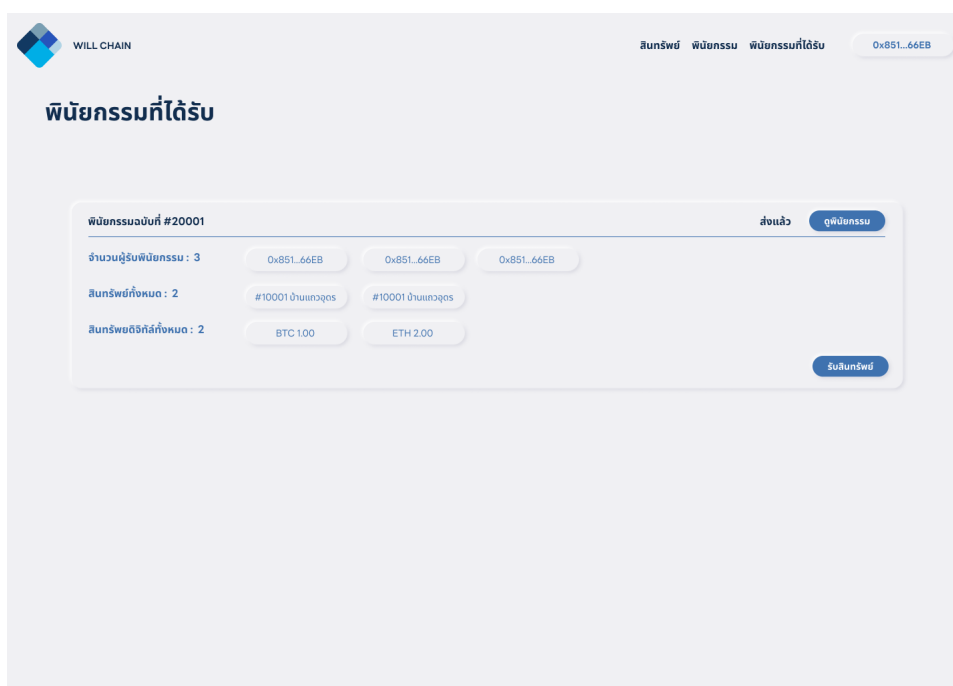 WILL CHAIN สินทรัพย์ พินัยกรรม พินัยกรรมที่ได้รับ 0x851...66EB
พินัยกรรมที่ได้รับ
พินัยกรรมฉบับที่ #20001 ส่งแล้ว ดูพินัยกรรม
จำนวนผู้รับพินัยกรรม : 3 0x851...66EB 0x851...66EB 0x851...66EB
สินทรัพย์ทั้งหมด : 2 #10001 บ้านแถวอุดร #10001 บ้านแถวอุดร
สินทรัพยดิจิทัล์ทั้งหมด : 2 BTC 1.00 ETH 2.00
รับสินทรัพย์